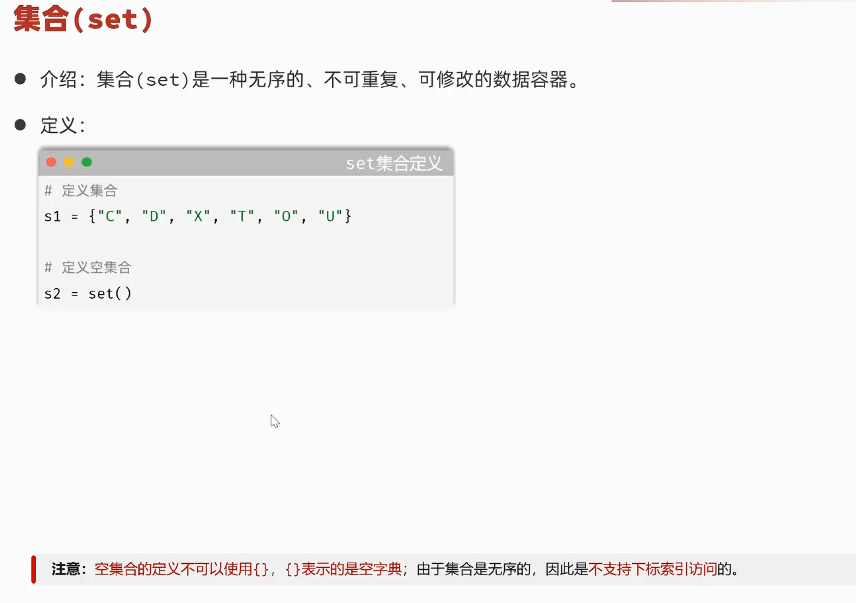 集合(set)
介绍：集合(set)是一种无序的、不可重复、可修改的数据容器。
定义：
set集合定义
# 定义集合
s1 = {"C", "D", "X", "T", "O", "U"}
# 定义空集合
s2 = set()
注意：空集合的定义不可以使用{}，{}表示的是空字典；由于集合是无序的，因此是不支持下标索引访问的。